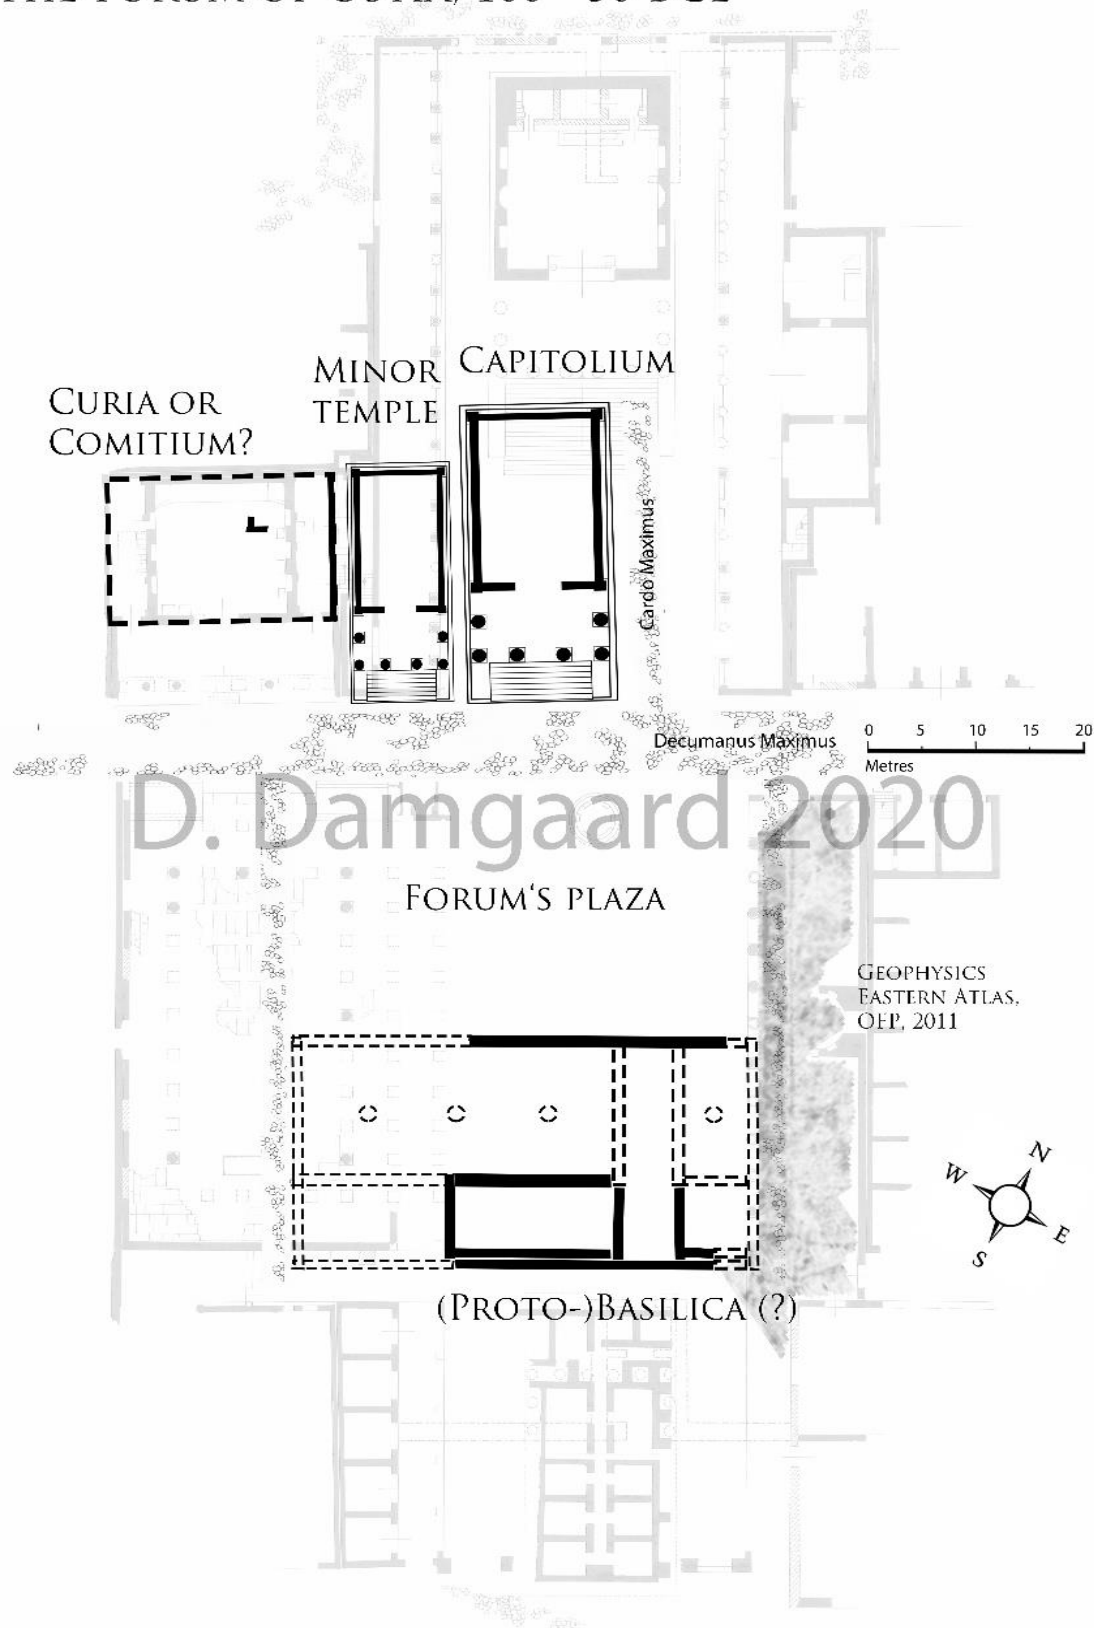 CAPITOLIUM
MINOR
TEMPLE
CURIA OR
COMITIUM?
Cardo Maximus
Decumanus Maximus
0 5 10 15 20
Metres
D. Damgaard 2020
FORUM'S PLAZA
GEOPHYSICS
EASTERN ATLAS,
OFP, 2011
N
W
E
S
(PROTO-)BASILICA (?)